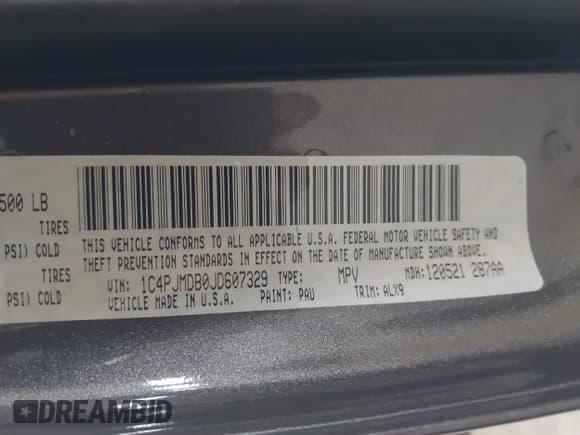 500 LB
TIRES
PSI) COLD
TIRES
PSI) COLD
THIS VEHICLE CONFORMS TO ALL APPLICABLE U.S.A. FEDERAL MOTOR VEHICLE SAFETY AND
THEFT PREVENTION STANDARDS IN EFFECT ON THE DATE OF MANUFACTURE SHOWN ABOVE.
VIN: 1C4PJMDB0JD607329 TYPE: MPV MDH: 120521 287AA
VEHICLE MADE IN U.S.A. PAINT: PAU TRIM: ALX9
DREAMBID